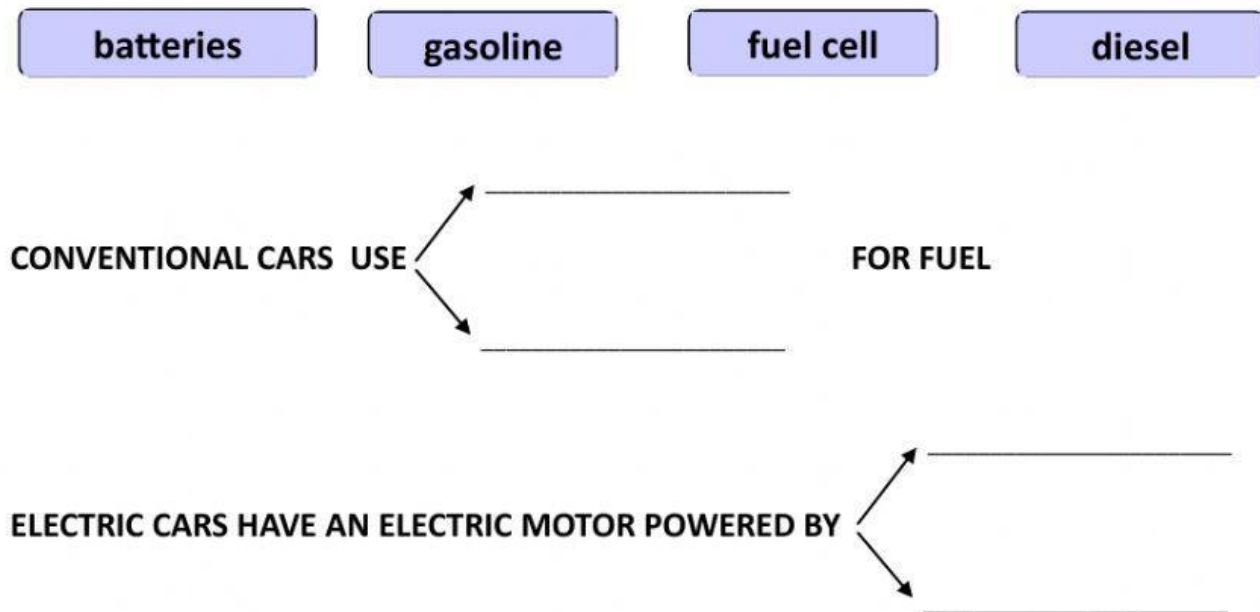 batteries gasoline fuel cell diesel
CONVENTIONAL CARS USE FOR FUEL
ELECTRIC CARS HAVE AN ELECTRIC MOTOR POWERED BY